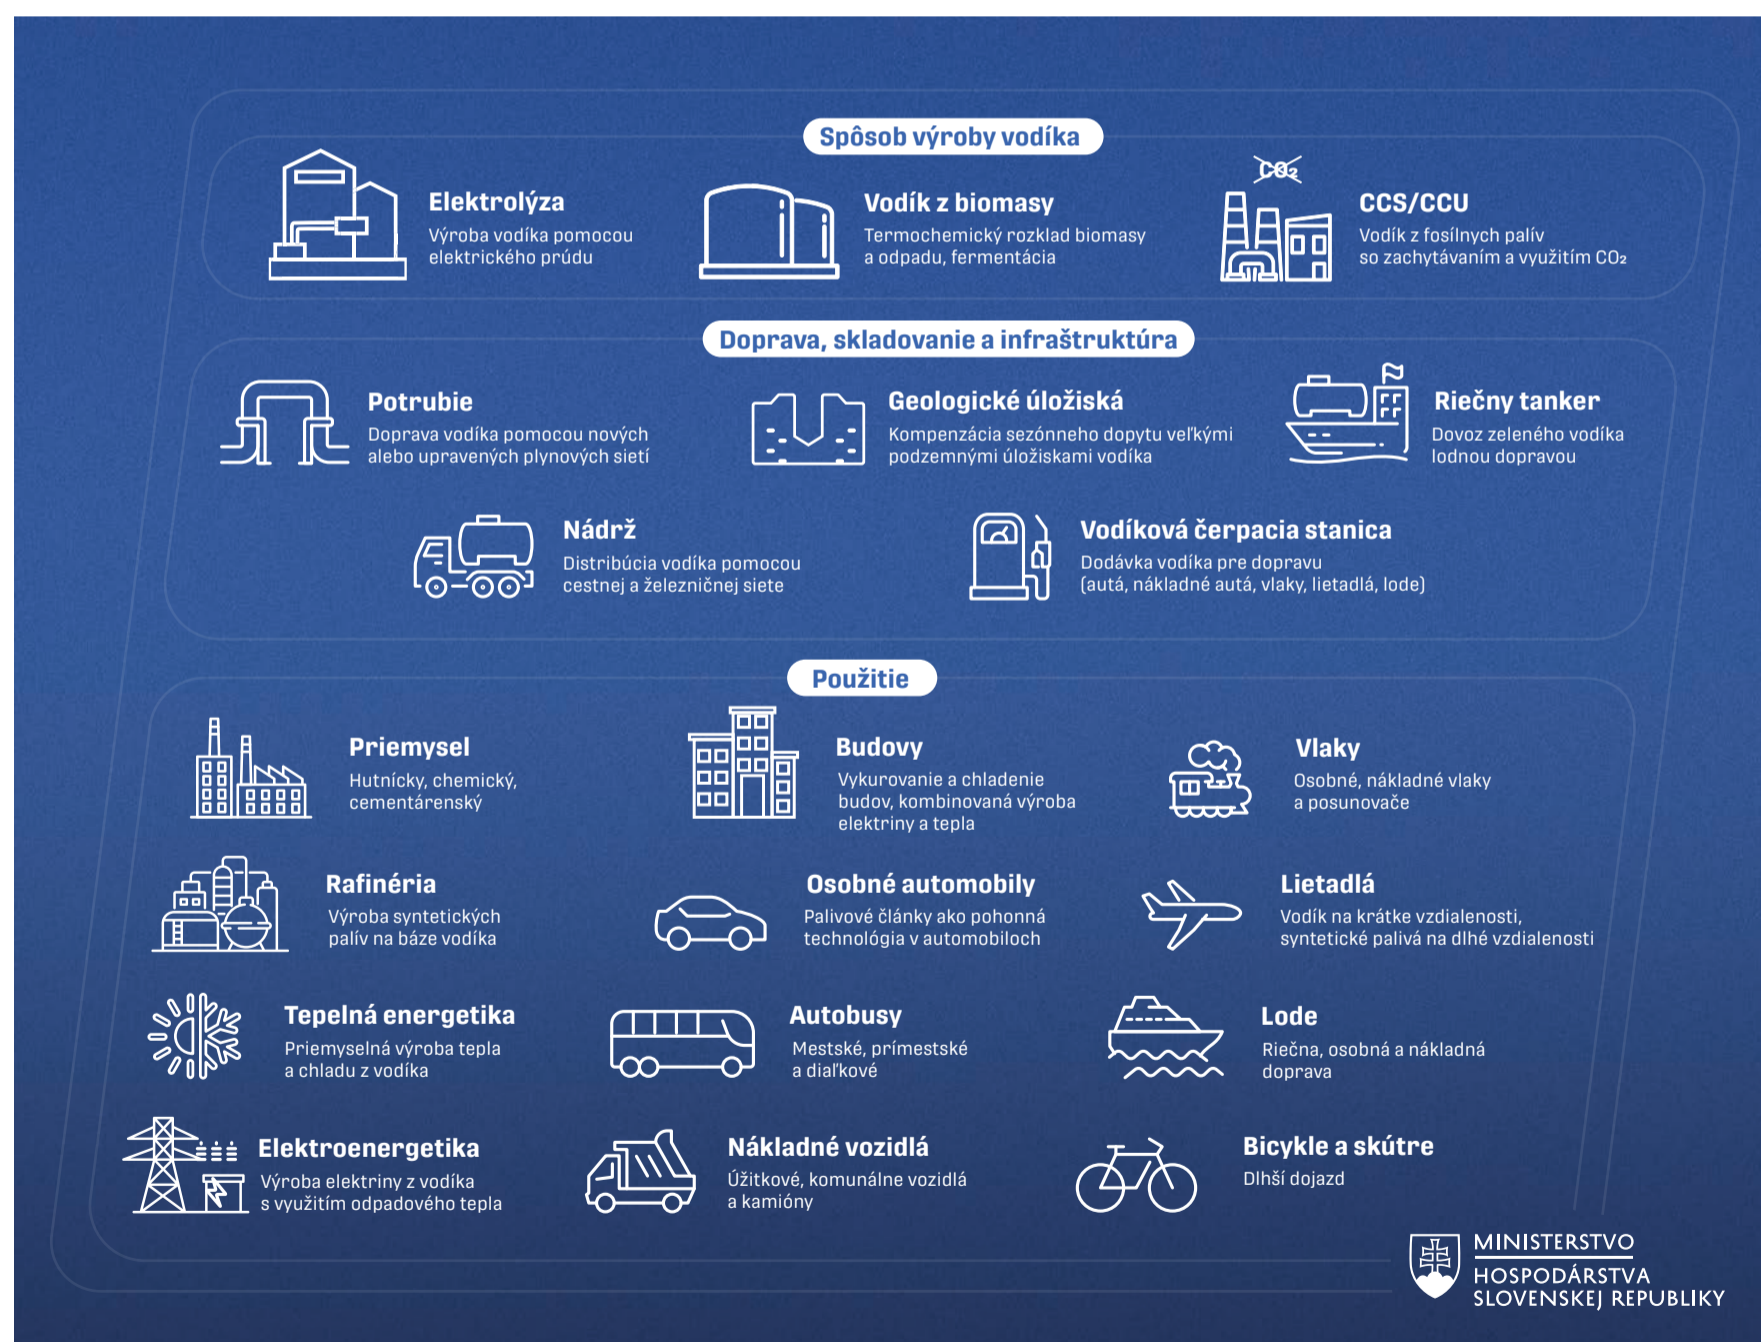 Spôsob výroby vodíka
Elektrolýza
Výroba vodíka pomocou
elektrického prúdu
Vodík z biomasy
Termochemický rozklad biomasy
a odpadu, fermentácia
CO₂
CCS/CCU
Vodík z fosílnych palív
so zachytávaním a využitím CO₂
Doprava, skladovanie a infraštruktúra
Potrubie
Doprava vodíka pomocou nových
alebo upravených plynových sietí
Geologické úložiská
Kompenzácia sezónneho dopytu veľkými
podzemnými úložiskami vodíka
Riečny tanker
Dovoz zeleného vodíka
lodnou dopravou
Nádrž
Distribúcia vodíka pomocou
cestnej a železničnej siete
Vodíková čerpacia stanica
Dodávka vodíka pre dopravu
(autá, nákladné autá, vlaky, lietadlá, lode)
Použitie
Priemysel
Hutnícky, chemický,
cementárenský
Budovy
Vykurovanie a chladenie
budov, kombinovaná výroba
elektriny a tepla
Vlaky
Osobné, nákladné vlaky
a posunovače
Rafinéria
Výroba syntetických
palív na báze vodíka
Osobné automobily
Palivové články ako pohonná
technológia v automobiloch
Lietadlá
Vodík na krátke vzdialenosti,
syntetické palivá na dlhé vzdialenosti
Tepelná energetika
Priemyselná výroba tepla
a chladu z vodíka
Autobusy
Mestské, prímestské
a diaľkové
Lode
Riečna, osobná a nákladná
doprava
Elektroenergetika
Výroba elektriny z vodíka
s využitím odpadového tepla
Nákladné vozidlá
Úžitkové, komunálne vozidlá
a kamióny
Bicykle a skútre
Dlhší dojazd
MINISTERSTVO
HOSPODÁRSTVA
SLOVENSKEJ REPUBLIKY